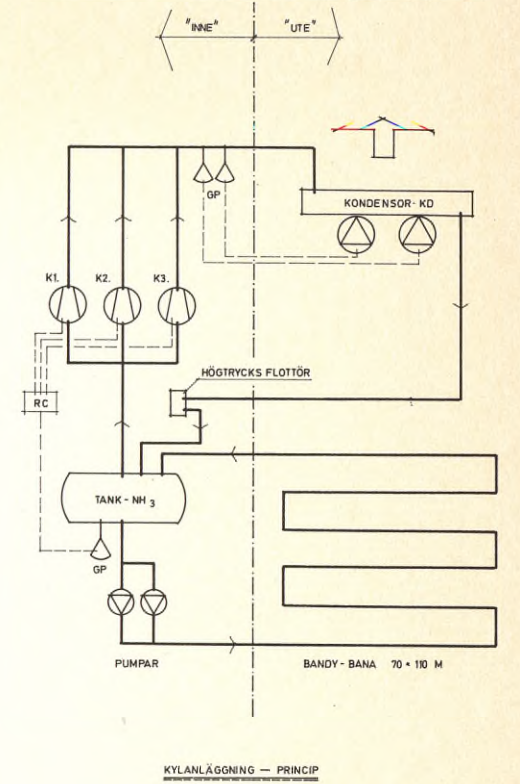 "INNE" "UTE"
GP
KONDENSOR-KD
K1. K2. K3.
HÖGTRYCKS FLOTTÖR
RC
TANK-NH3
GP
PUMPAR BANDY-BANA 70 × 110 M
KYLANLÄGGNING — PRINCIP